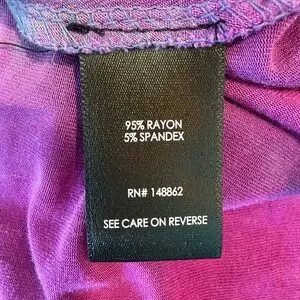 95% RAYON
5% SPANDEX
RN# 148862
SEE CARE ON REVERSE